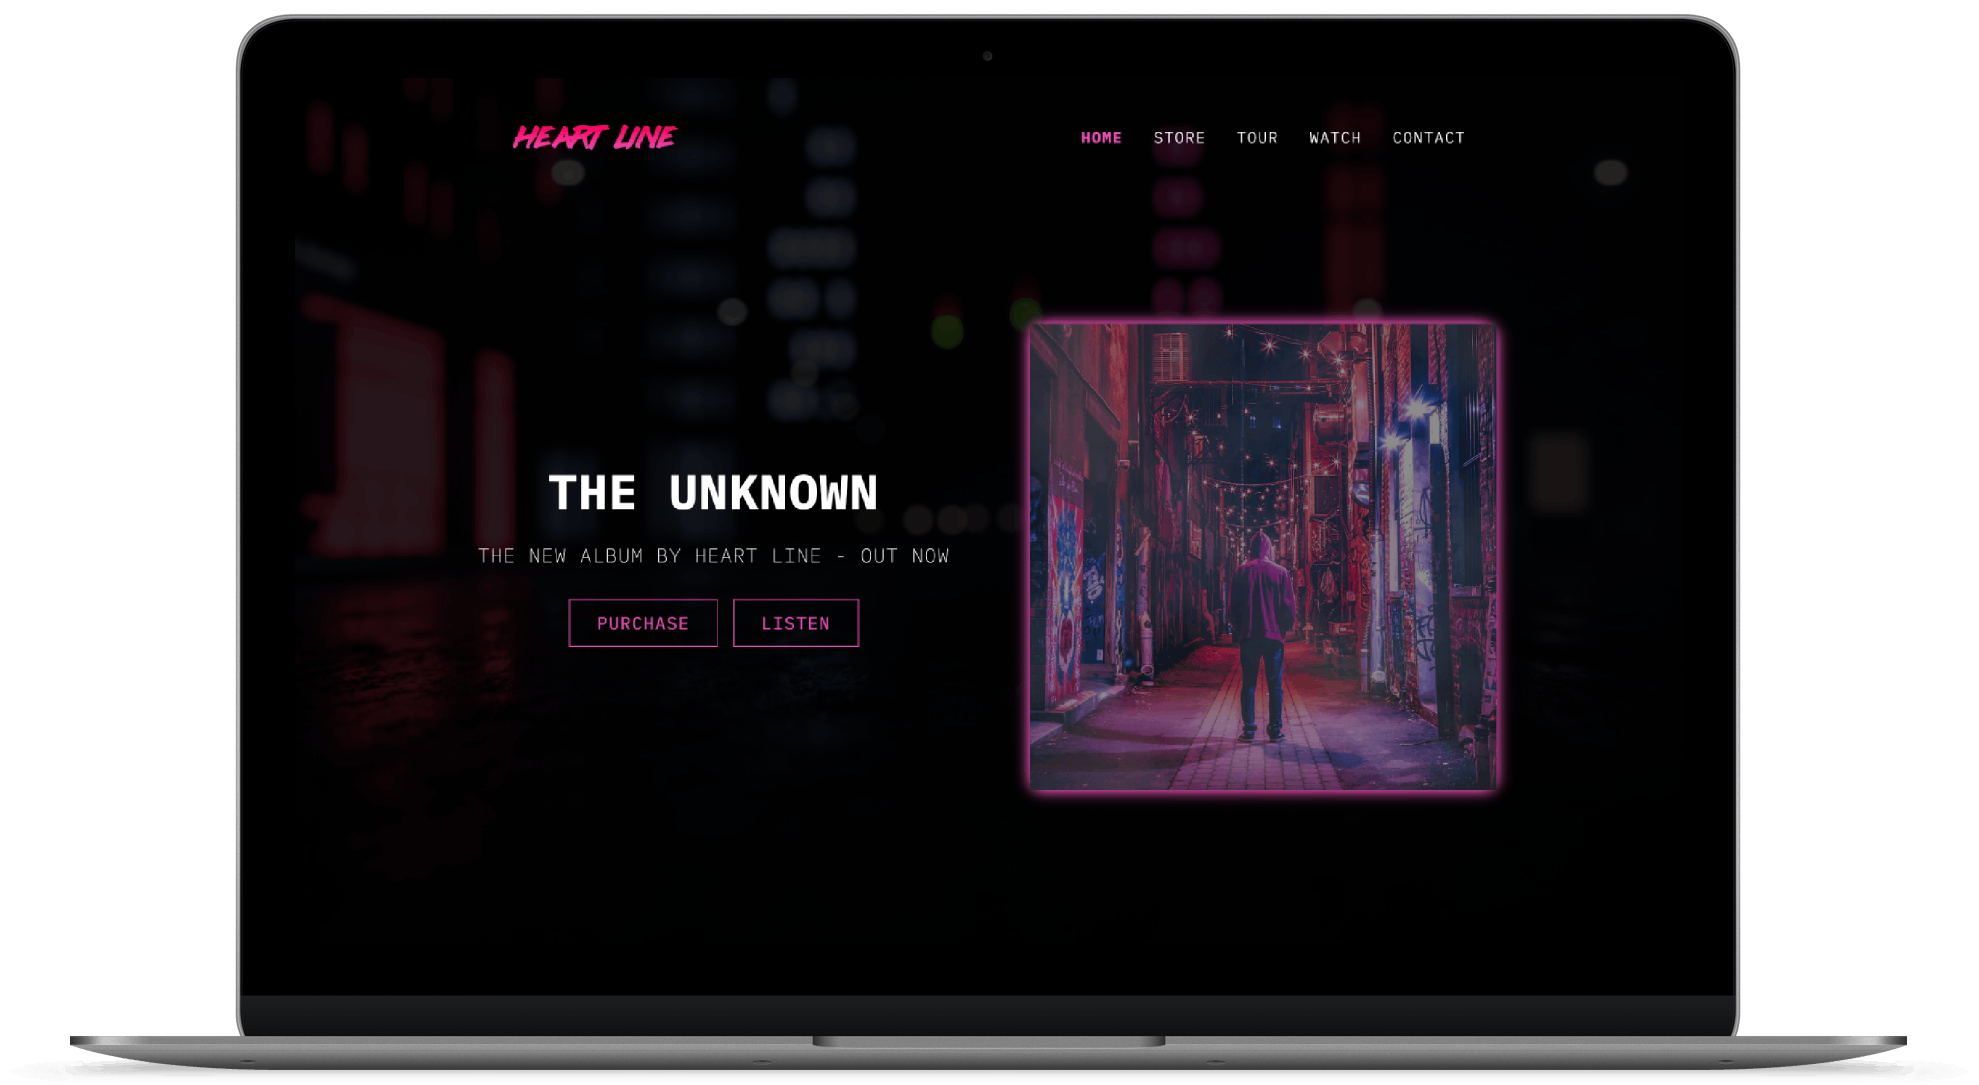 HEART LINE
HOME STORE TOUR WATCH CONTACT
THE UNKNOWN
THE NEW ALBUM BY HEART LINE - OUT NOW
PURCHASE LISTEN